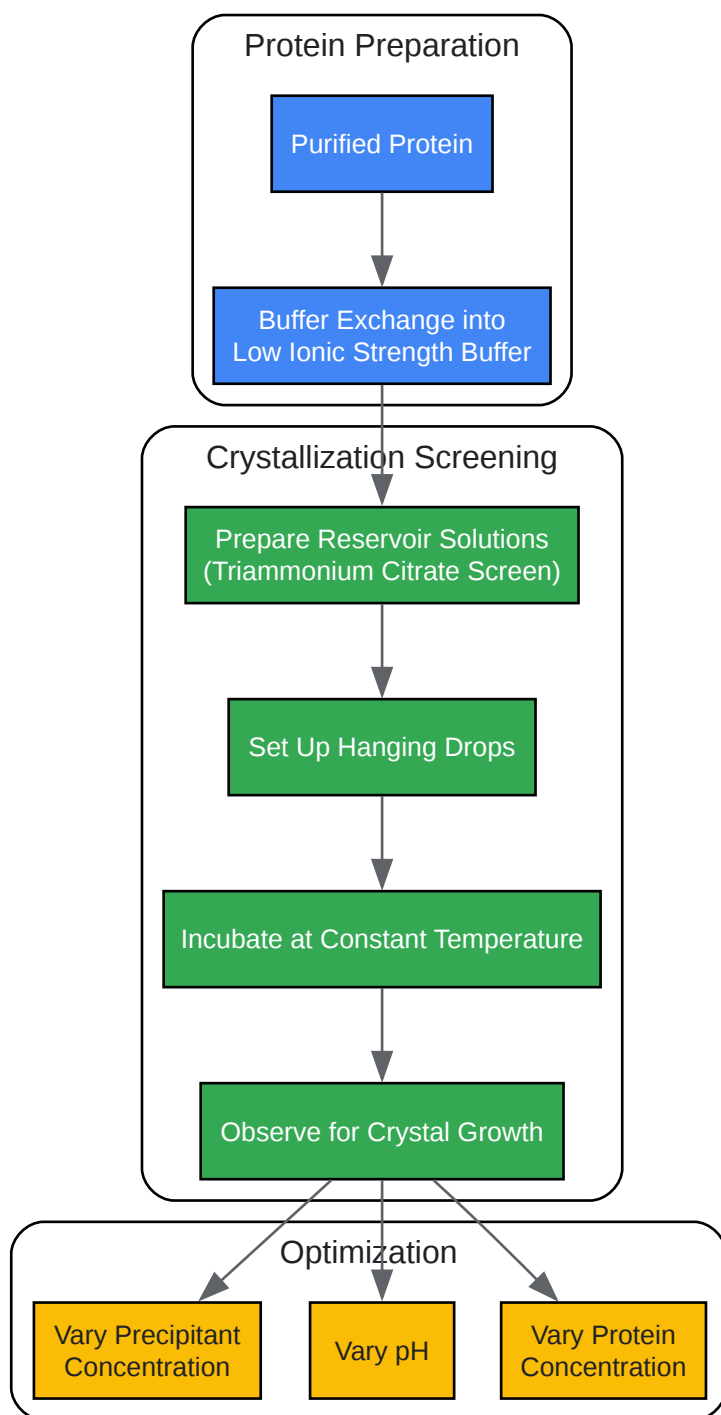 Protein Preparation
Purified Protein
Buffer Exchange into
Low Ionic Strength Buffer
Crystallization Screening
Prepare Reservoir Solutions
(Triammonium Citrate Screen)
Set Up Hanging Drops
Incubate at Constant Temperature
Observe for Crystal Growth
Optimization
Vary Precipitant
Concentration
Vary pH
Vary Protein
Concentration